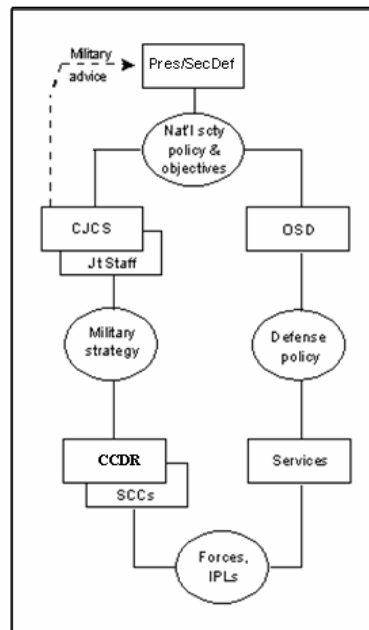 Military
advice
Pres/SecDef
Nat'l scty
policy &
objectives
CJCS
OSD
Jt Staff
Military
strategy
Defense
policy
CCDR
Services
SCCs
Forces,
IPLs